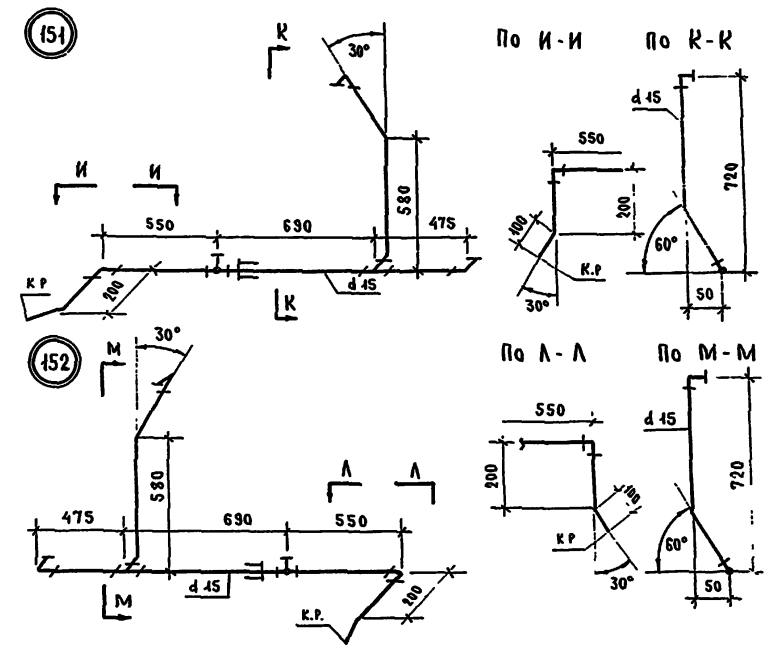 151
К
30°
По И-И
По К-К
d 15
550
И И
580
720
200
550 690 475
100
60°
К Р
200
К.Р.
d 15
К
30°
50
152
М
30°
По Л-Л
По М-М
550
d 15
Л Л
580
200
720
475 690 550
100
К Р
60°
d 15
200
30°
М
К.Р.
50